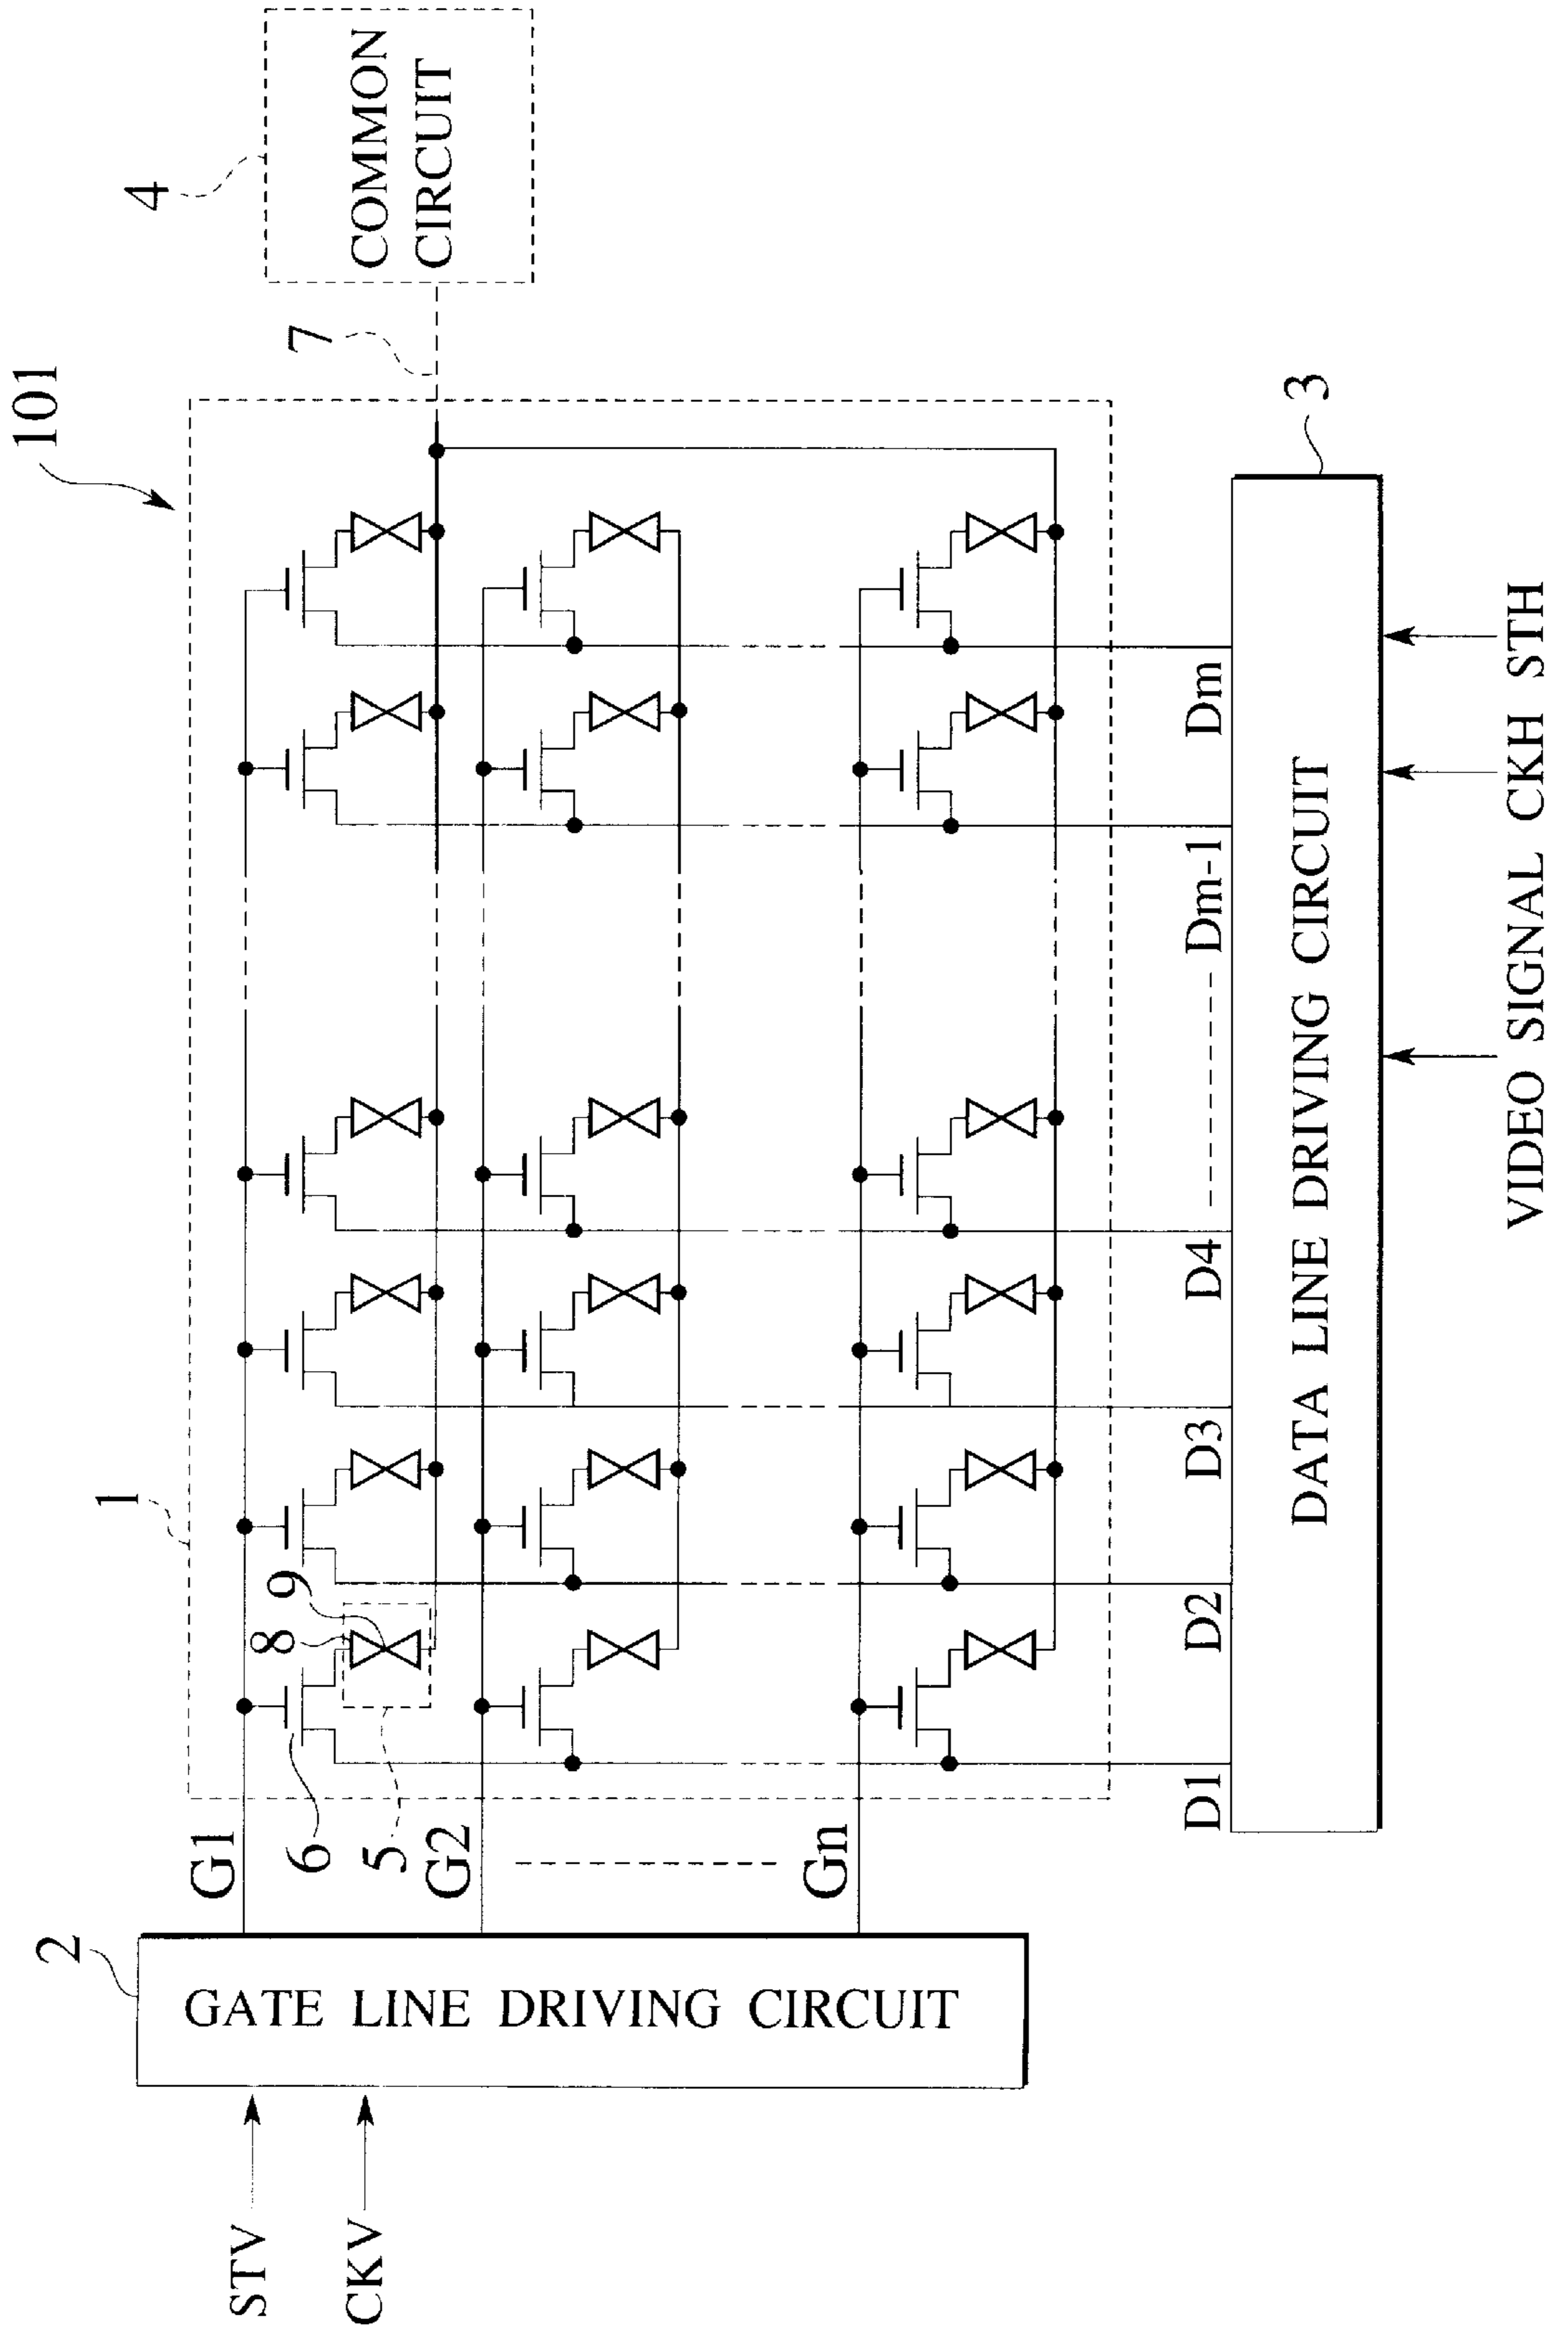 101
4
COMMON
CIRCUIT
7
1
2
GATE LINE DRIVING CIRCUIT
STV
CKV
G1
6
5
8
9
G2
Gn
D1
D2
D3
D4
Dm-1
Dm
3
DATA LINE DRIVING CIRCUIT
VIDEO SIGNAL CKH STH